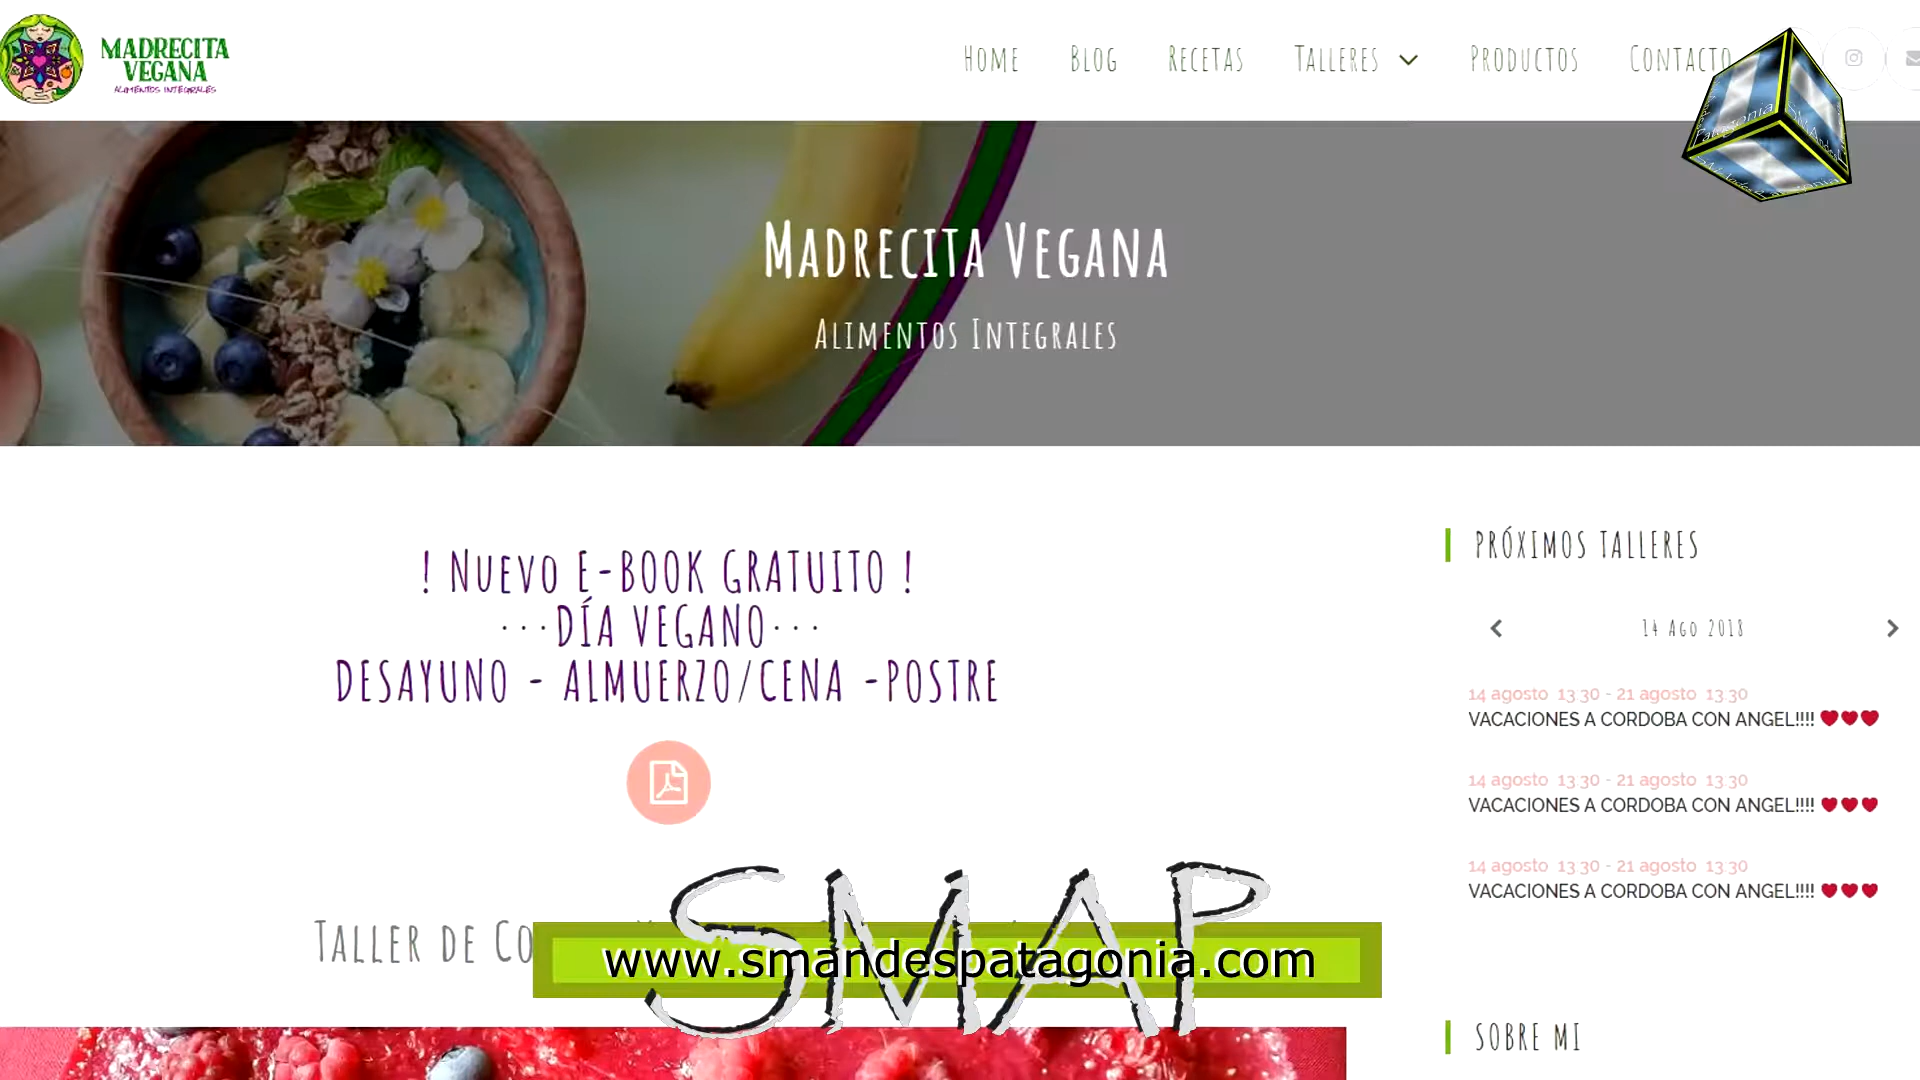 MADRECITA
VEGANA
ALIMENTOS INTEGRALES
Home Blog Recetas Talleres Productos Contacto
Patagonia
Madrecita Vegana
Alimentos Integrales
! Nuevo E-BOOK GRATUITO !
···DÍA VEGANO···
DESAYUNO - ALMUERZO/CENA -POSTRE
Taller de
SMAP
www.smandespatagonia.com
PRÓXIMOS TALLERES
14 Ago 2018
14 agosto 13:30 - 21 agosto 13:30
VACACIONES A CORDOBA CON ANGEL!!!! ❤❤❤
14 agosto 13:30 - 21 agosto 13:30
VACACIONES A CORDOBA CON ANGEL!!!! ❤❤❤
14 agosto 13:30 - 21 agosto 13:30
VACACIONES A CORDOBA CON ANGEL!!!! ❤❤❤
SOBRE MI